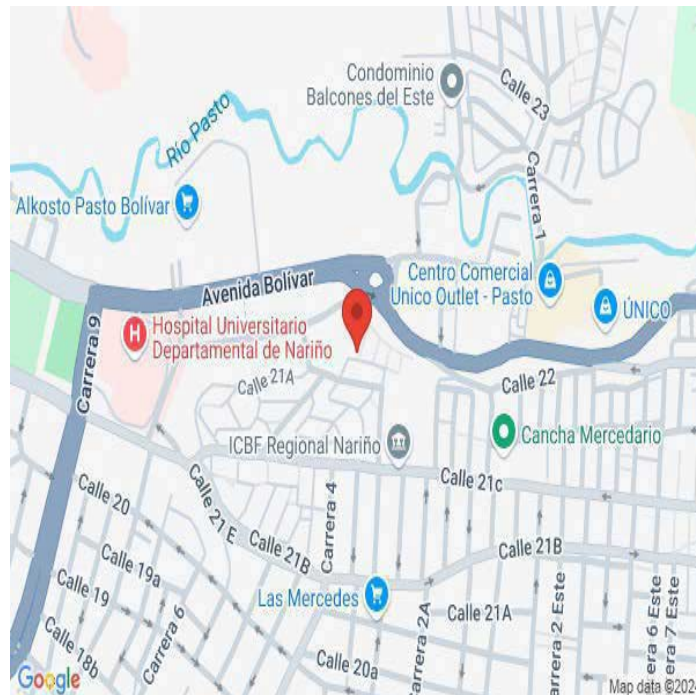 Condominio
Balcones del Este
Calle 23
Río Pasto
Carrera 1
Alkosto Pasto Bolívar
Avenida Bolívar
Centro Comercial
Unico Outlet - Pasto
ÚNICO
Hospital Universitario
Departamental de Nariño
H
Carrera 9
Calle 21A
Calle 22
ICBF Regional Nariño
Cancha Mercedario
Calle 21c
Calle 20
Calle 21 E
Carrera 4
Calle 21B
Calle 21B
Calle 19a
Las Mercedes
Calle 19
Carrera 6
Carrera 2A
Calle 21A
Carrera 2 Este
6 Este
era 7 Este
Calle 18b
Calle 20a
Google
Map data ©202